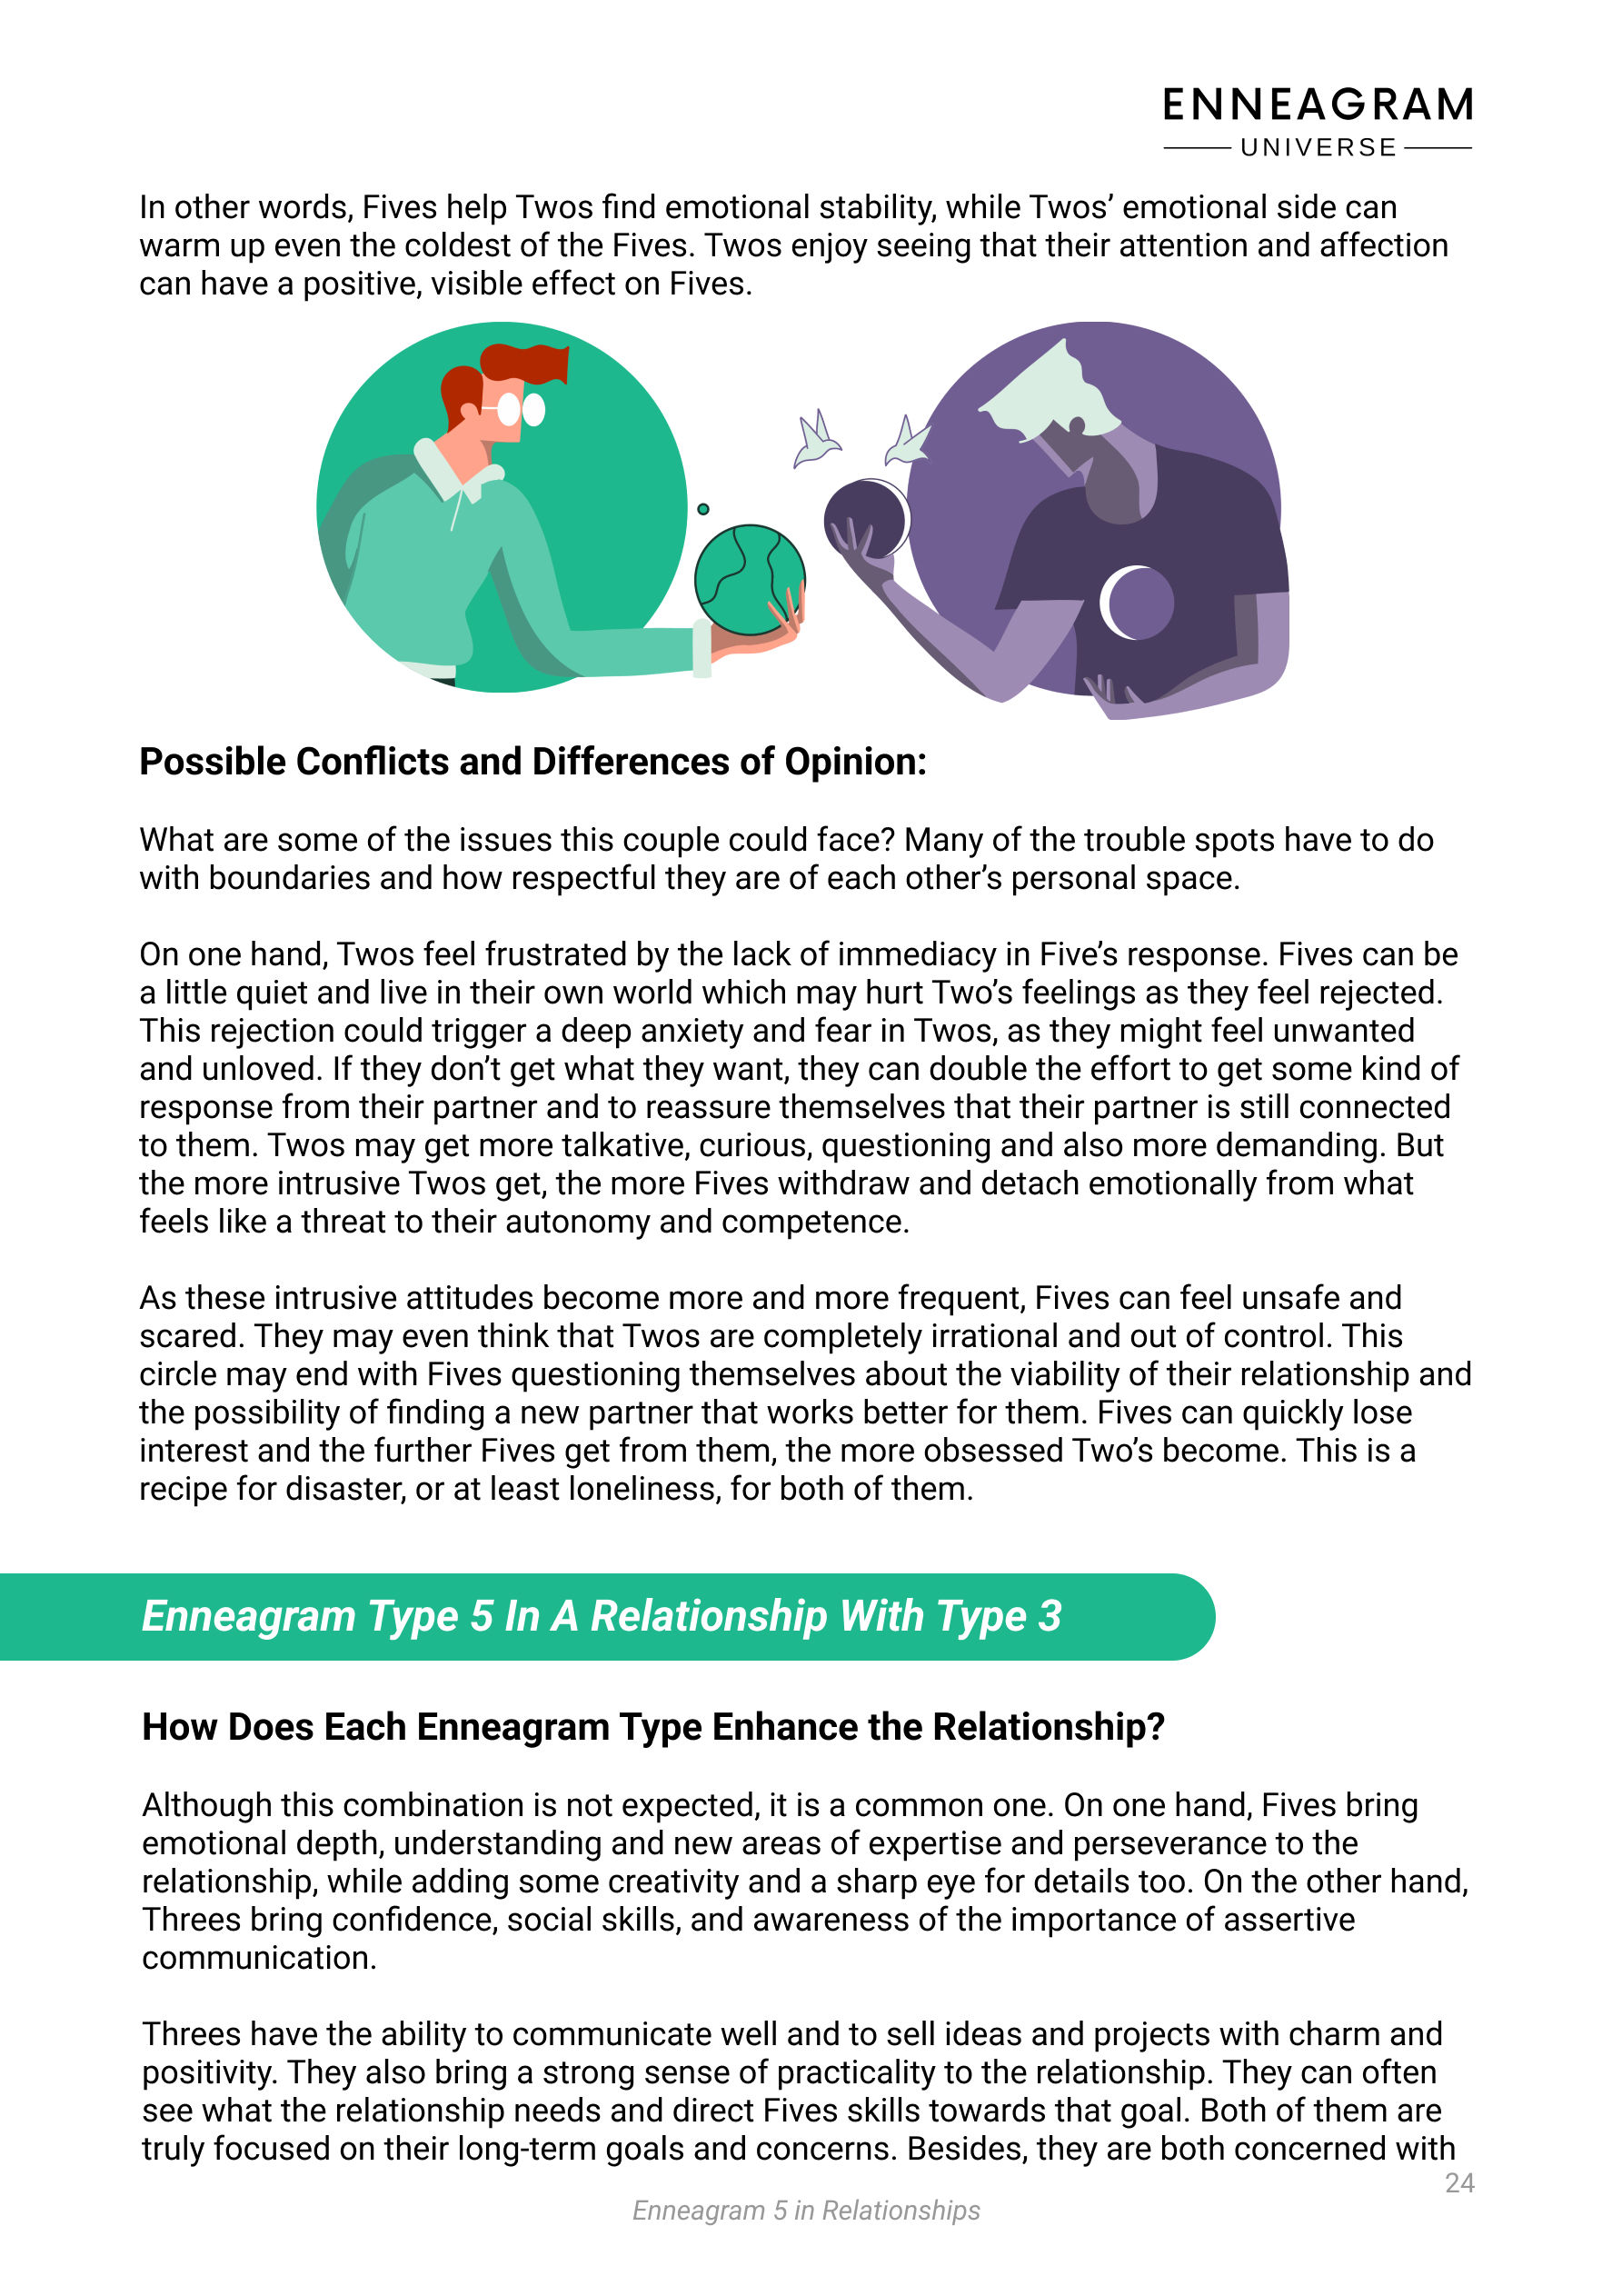 ENNEAGRAM
UNIVERSE
In other words, Fives help Twos find emotional stability, while Twos’ emotional side can
warm up even the coldest of the Fives. Twos enjoy seeing that their attention and affection
can have a positive, visible effect on Fives.
Possible Conflicts and Differences of Opinion:
What are some of the issues this couple could face? Many of the trouble spots have to do
with boundaries and how respectful they are of each other’s personal space.
On one hand, Twos feel frustrated by the lack of immediacy in Five’s response. Fives can be
a little quiet and live in their own world which may hurt Two’s feelings as they feel rejected.
This rejection could trigger a deep anxiety and fear in Twos, as they might feel unwanted
and unloved. If they don’t get what they want, they can double the effort to get some kind of
response from their partner and to reassure themselves that their partner is still connected
to them. Twos may get more talkative, curious, questioning and also more demanding. But
the more intrusive Twos get, the more Fives withdraw and detach emotionally from what
feels like a threat to their autonomy and competence.
As these intrusive attitudes become more and more frequent, Fives can feel unsafe and
scared. They may even think that Twos are completely irrational and out of control. This
circle may end with Fives questioning themselves about the viability of their relationship and
the possibility of finding a new partner that works better for them. Fives can quickly lose
interest and the further Fives get from them, the more obsessed Two’s become. This is a
recipe for disaster, or at least loneliness, for both of them.
Enneagram Type 5 In A Relationship With Type 3
How Does Each Enneagram Type Enhance the Relationship?
Although this combination is not expected, it is a common one. On one hand, Fives bring
emotional depth, understanding and new areas of expertise and perseverance to the
relationship, while adding some creativity and a sharp eye for details too. On the other hand,
Threes bring confidence, social skills, and awareness of the importance of assertive
communication.
Threes have the ability to communicate well and to sell ideas and projects with charm and
positivity. They also bring a strong sense of practicality to the relationship. They can often
see what the relationship needs and direct Fives skills towards that goal. Both of them are
truly focused on their long-term goals and concerns. Besides, they are both concerned with
24
Enneagram 5 in Relationships